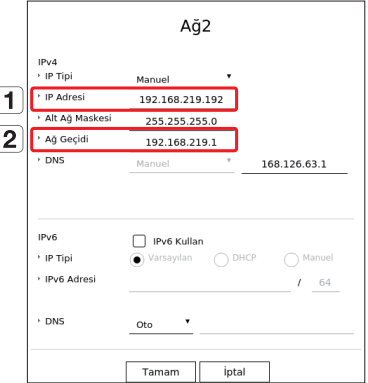 Ağ2
IPv4
IP Tipi Manuel
1 IP Adresi 192.168.219.192
Alt Ağ Maskesi 255.255.255.0
2 Ağ Geçidi 192.168.219.1
DNS Manuel 168.126.63.1
IPv6 IPv6 Kullan
IP Tipi Varsayılan DHCP Manuel
IPv6 Adresi / 64
DNS Oto
Tamam İptal